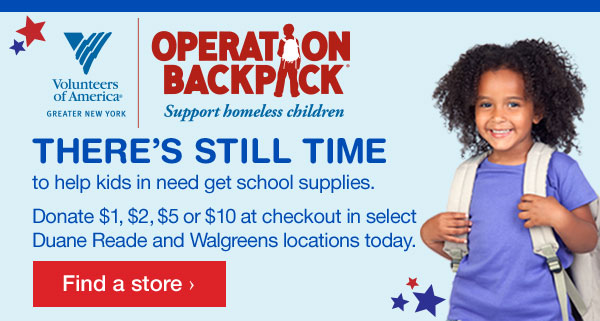 Volunteers
of America®
GREATER NEW YORK
OPERATION
BACKPACK®
Support homeless children
THERE'S STILL TIME
to help kids in need get school supplies.
Donate $1, $2, $5 or $10 at checkout in select
Duane Reade and Walgreens locations today.
Find a store ›